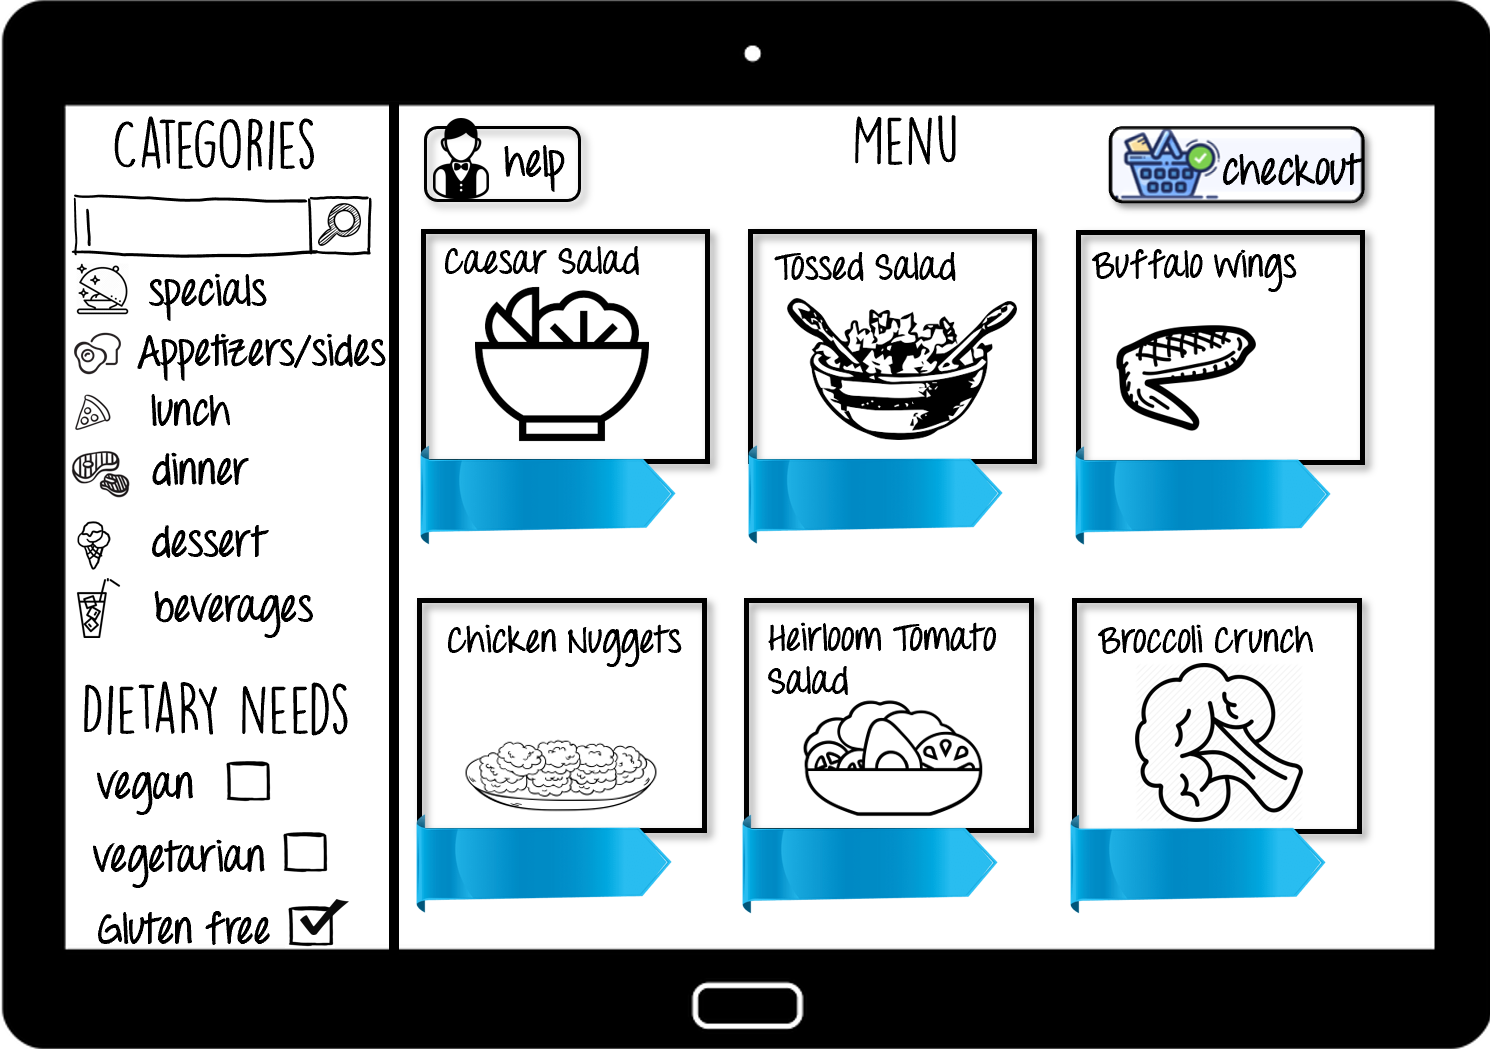 CATEGORIES
specials
Appetizers/sides
lunch
dinner
dessert
beverages
DIETARY NEEDS
vegan
vegetarian
Gluten free
help
MENU
checkout
Caesar Salad
Tossed Salad
Buffalo Wings
Chicken Nuggets
Heirloom Tomato
Salad
Broccoli Crunch